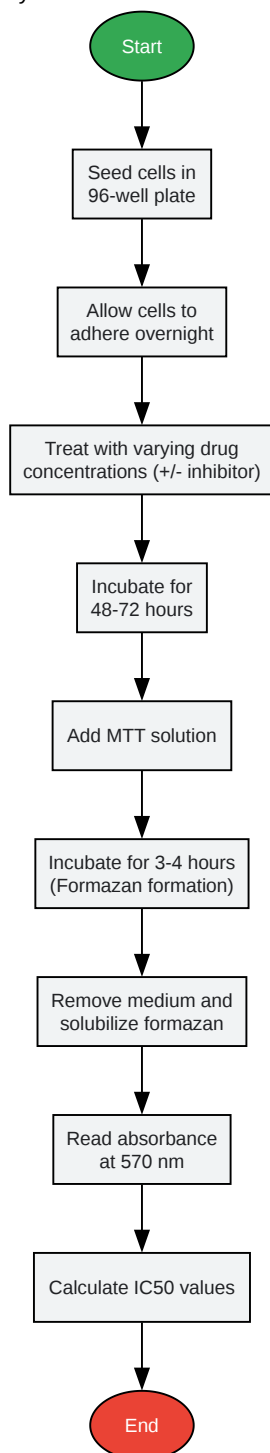 Start
Seed cells in
96-well plate
Allow cells to
adhere overnight
Treat with varying drug
concentrations (+/- inhibitor)
Incubate for
48-72 hours
Add MTT solution
Incubate for 3-4 hours
(Formazan formation)
Remove medium and
solubilize formazan
Read absorbance
at 570 nm
Calculate IC50 values
End